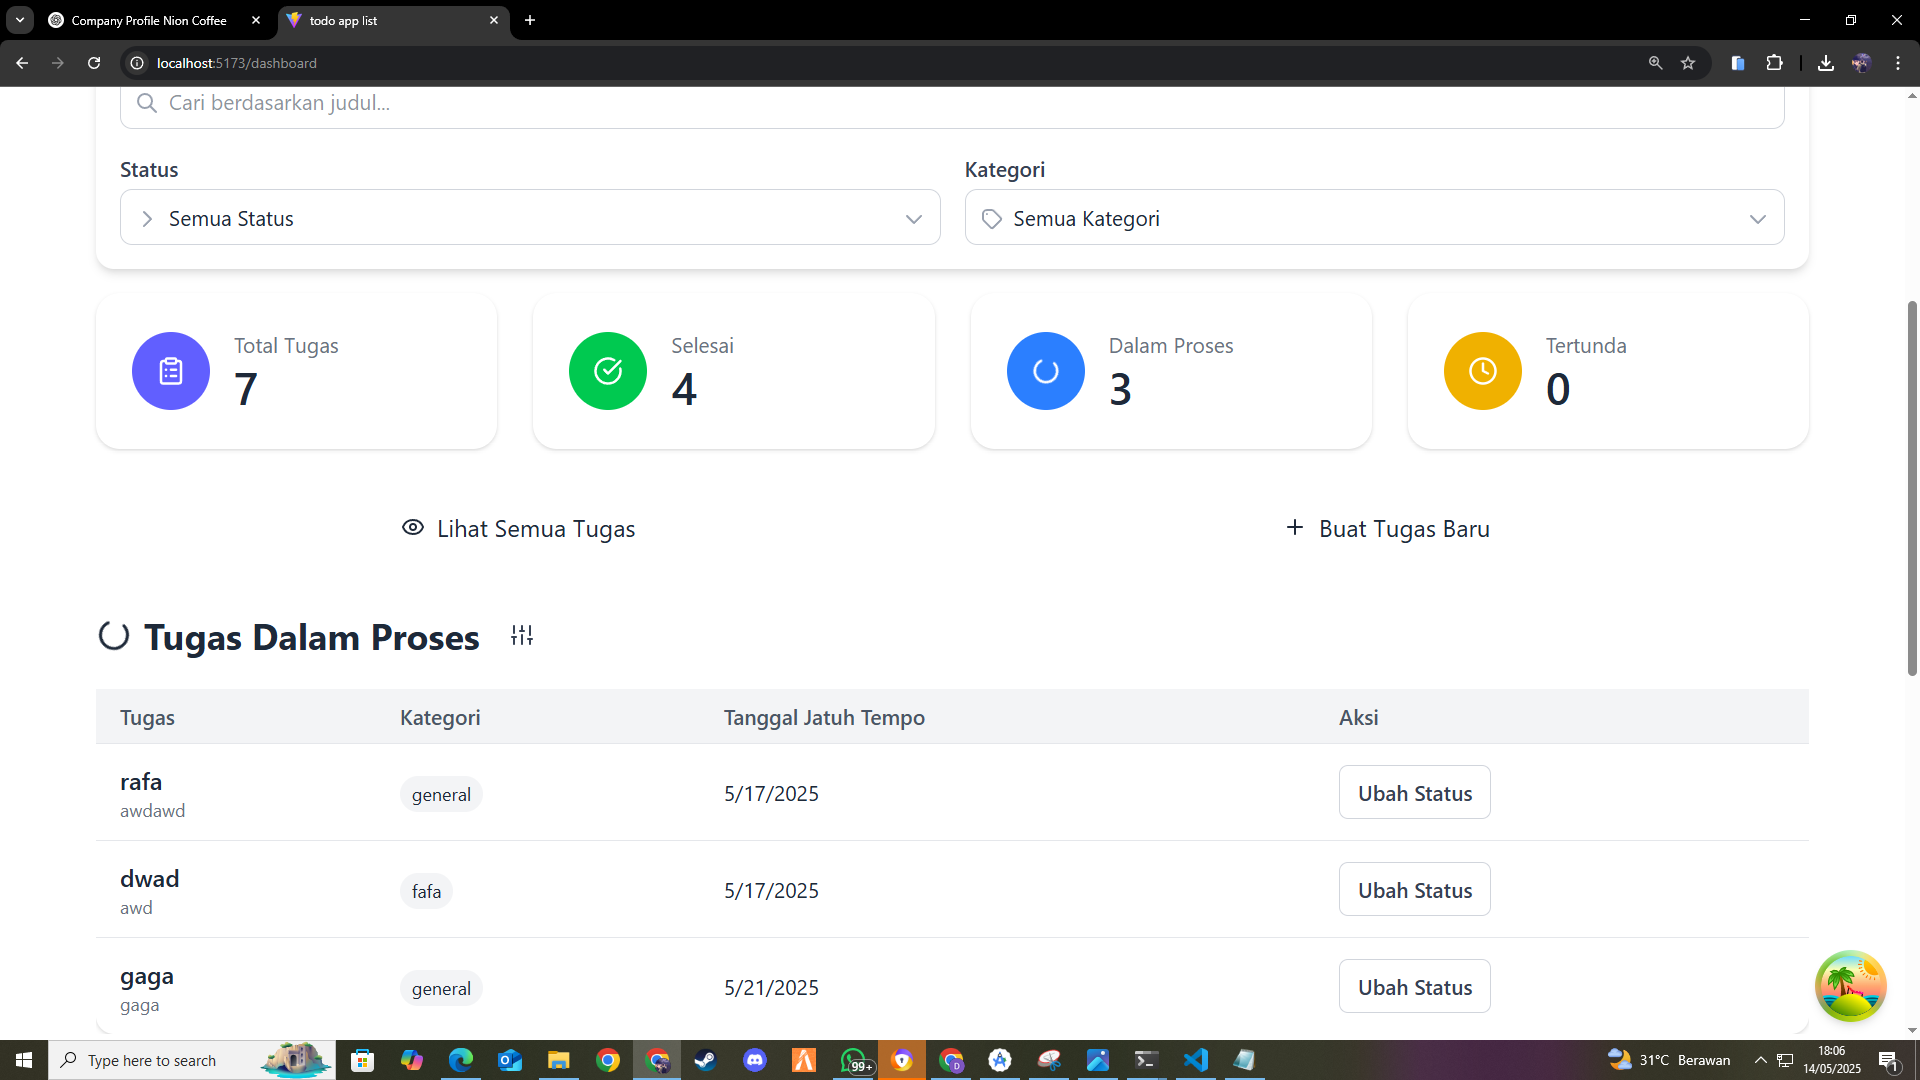 Company Profile Nion Coffee
todo app list
localhost:5173/dashboard
Cari berdasarkan judul...
Status
Kategori
Semua Status
Semua Kategori
Total Tugas
7
Selesai
4
Dalam Proses
3
Tertunda
0
Lihat Semua Tugas
Buat Tugas Baru
Tugas Dalam Proses
Tugas Kategori Tanggal Jatuh Tempo Aksi
rafa
awdawd
general
5/17/2025
Ubah Status
dwad
awd
fafa
5/17/2025
Ubah Status
gaga
gaga
general
5/21/2025
Ubah Status
Type here to search
99+
D
31°C Berawan
18:06
14/05/2025
1